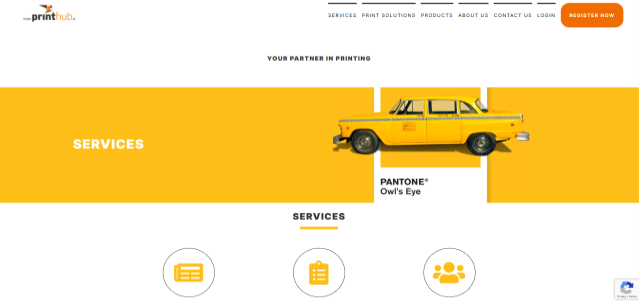 printhub
SERVICES PRINT SOLUTIONS PRODUCTS ABOUT US CONTACT US LOGIN REGISTER NOW
YOUR PARTNER IN PRINTING
SERVICES
PANTONE®
Owl's Eye
SERVICES
Privacy - Terms